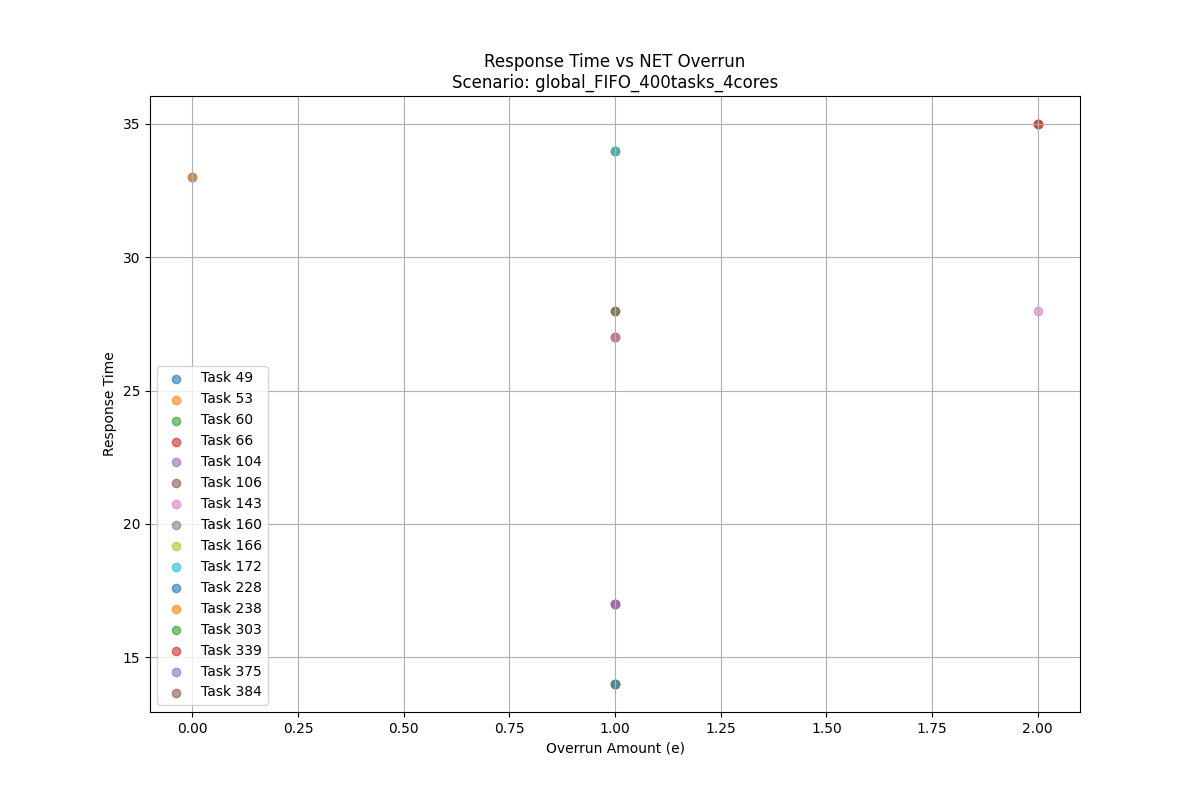 Response Time vs NET Overrun
Scenario: global_FIFO_400tasks_4cores
35
30
25
20
15
Response Time
Task 49
Task 53
Task 60
Task 66
Task 104
Task 106
Task 143
Task 160
Task 166
Task 172
Task 228
Task 238
Task 303
Task 339
Task 375
Task 384
0.00 0.25 0.50 0.75 1.00 1.25 1.50 1.75 2.00
Overrun Amount (e)